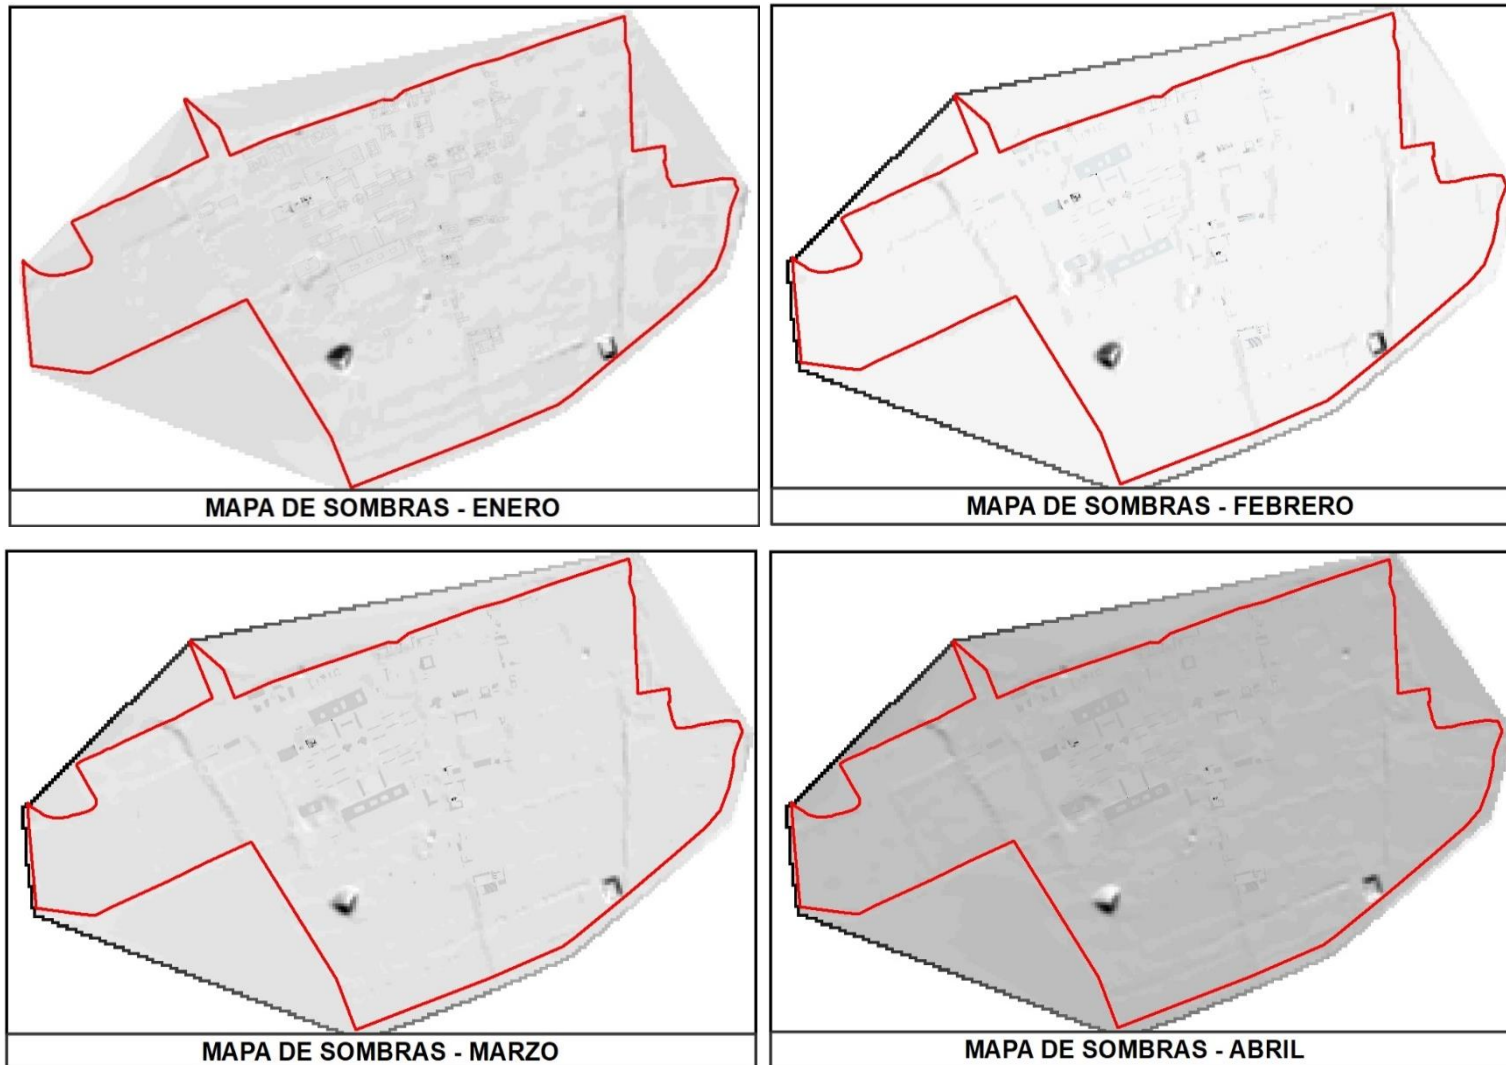 MAPA DE SOMBRAS - ENERO
MAPA DE SOMBRAS - FEBRERO
MAPA DE SOMBRAS - MARZO
MAPA DE SOMBRAS - ABRIL